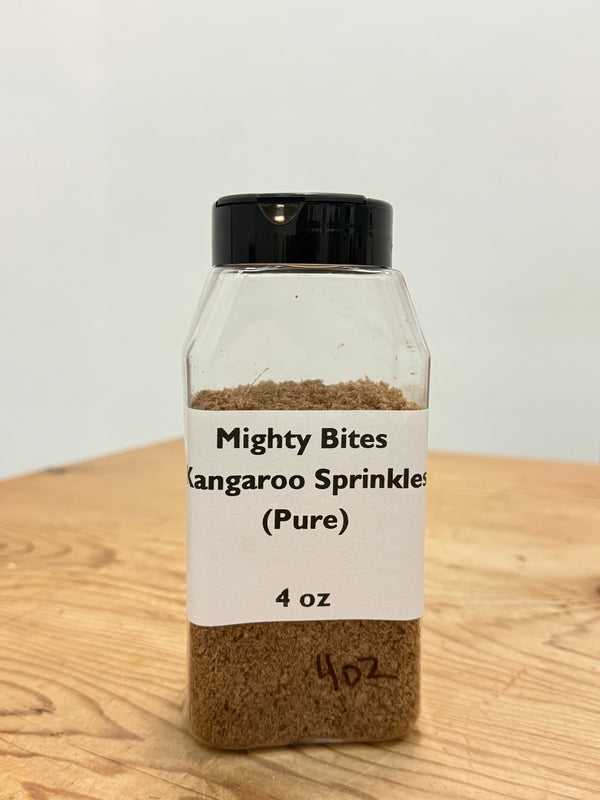 Mighty Bites
Kangaroo Sprinkles
(Pure)
4 oz
4oz